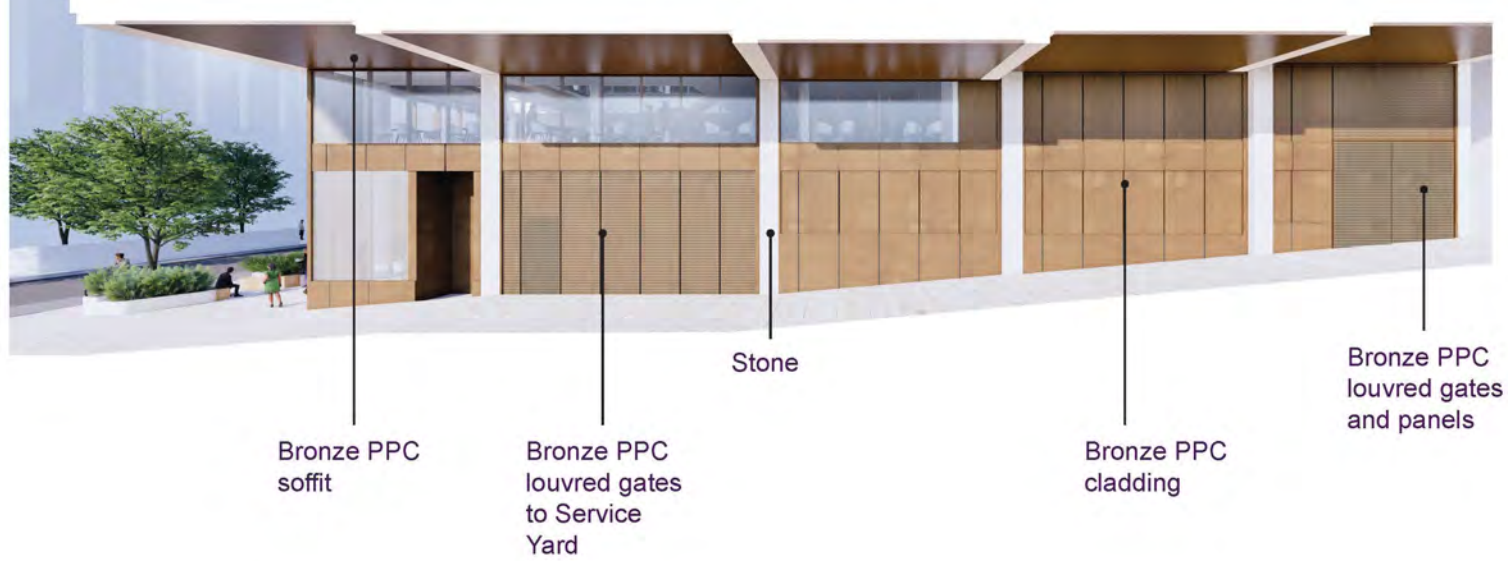 Bronze PPC
soffit
Bronze PPC
louvred gates
to Service
Yard
Stone
Bronze PPC
cladding
Bronze PPC
louvred gates
and panels